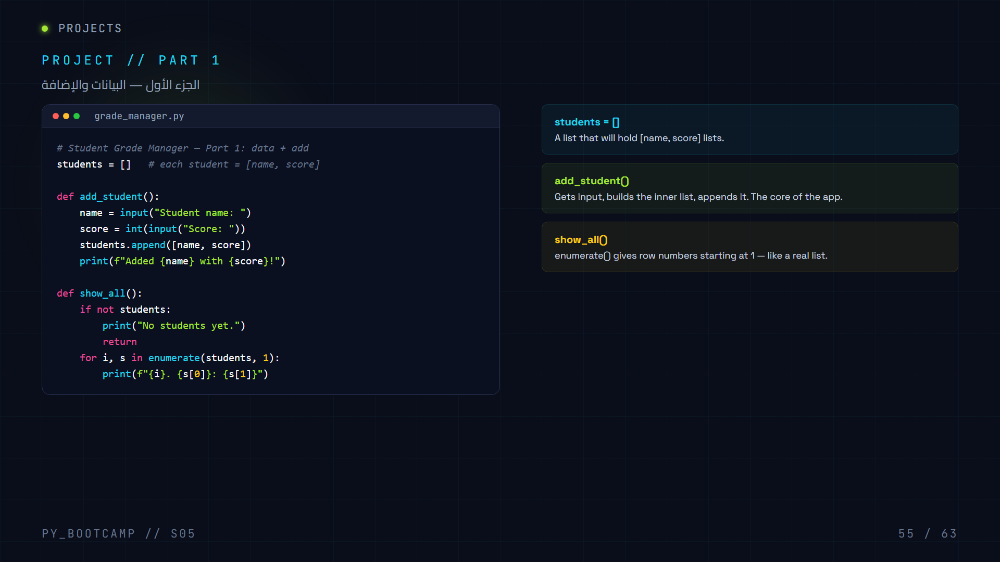 PROJECTS
PROJECT // PART 1
الجزء الأول — البيانات والإضافة
grade_manager.py
# Student Grade Manager — Part 1: data + add
students = []   # each student = [name, score]
def add_student():
    name = input("Student name: ")
    score = int(input("Score: "))
    students.append([name, score])
    print(f"Added {name} with {score}!")
def show_all():
    if not students:
        print("No students yet.")
        return
    for i, s in enumerate(students, 1):
        print(f"{i}. {s[0]}: {s[1]}")
students = []
A list that will hold [name, score] lists.
add_student()
Gets input, builds the inner list, appends it. The core of the app.
show_all()
enumerate() gives row numbers starting at 1 — like a real list.
PY_BOOTCAMP // S05
55 / 63